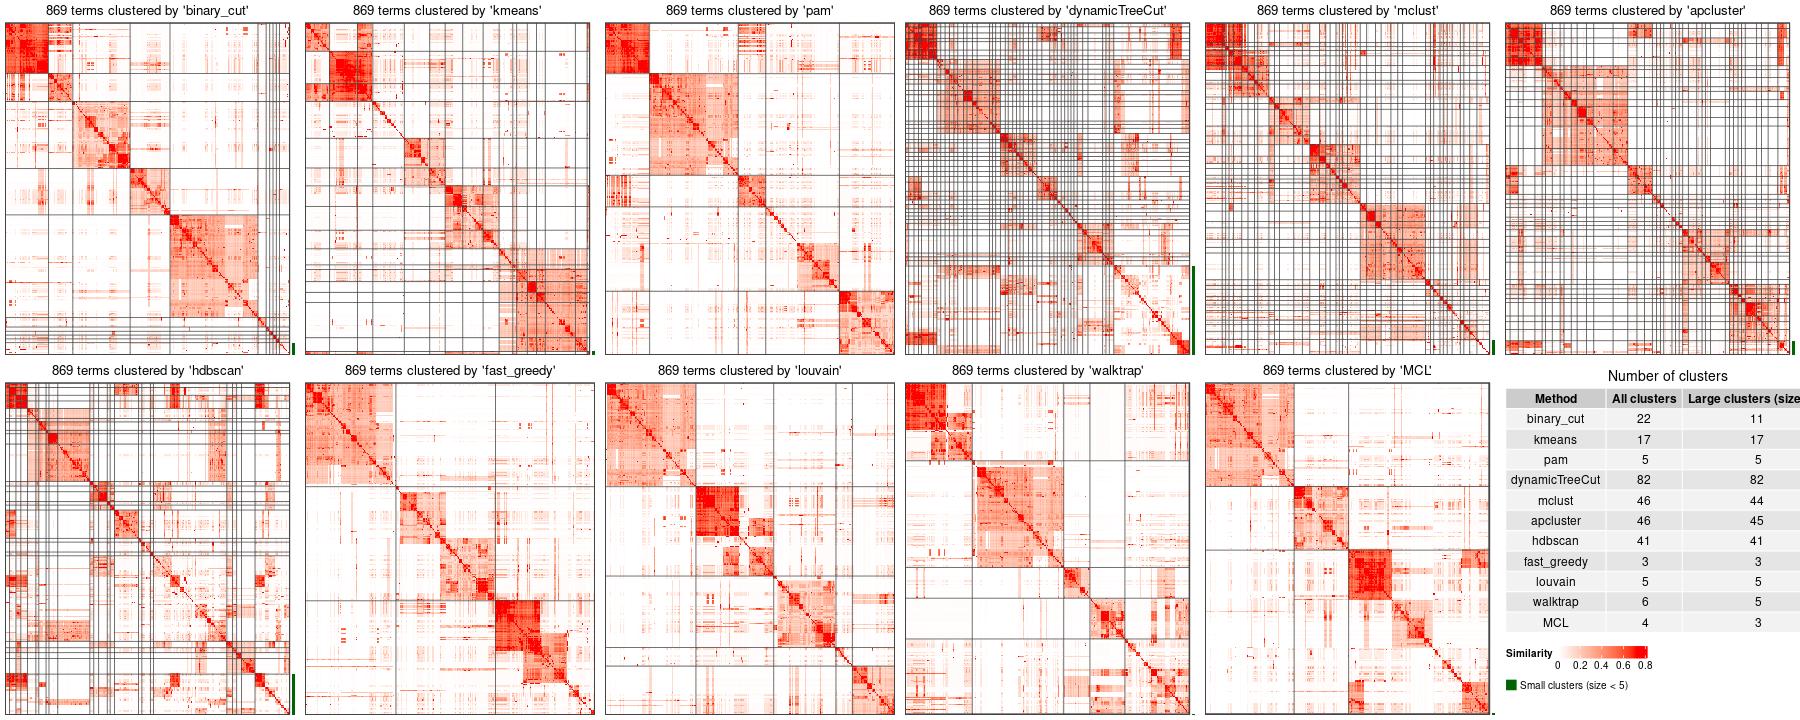 869 terms clustered by 'binary_cut'
869 terms clustered by 'kmeans'
869 terms clustered by 'pam'
869 terms clustered by 'dynamicTreeCut'
869 terms clustered by 'mclust'
869 terms clustered by 'apcluster'
869 terms clustered by 'hdbscan'
869 terms clustered by 'fast_greedy'
869 terms clustered by 'louvain'
869 terms clustered by 'walktrap'
869 terms clustered by 'MCL'
Number of clusters
Method All clusters Large clusters (size
binary_cut 22 11
kmeans 17 17
pam 5 5
dynamicTreeCut 82 82
mclust 46 44
apcluster 46 45
hdbscan 41 41
fast_greedy 3 3
louvain 5 5
walktrap 6 5
MCL 4 3
Similarity
0 0.2 0.4 0.6 0.8
Small clusters (size < 5)